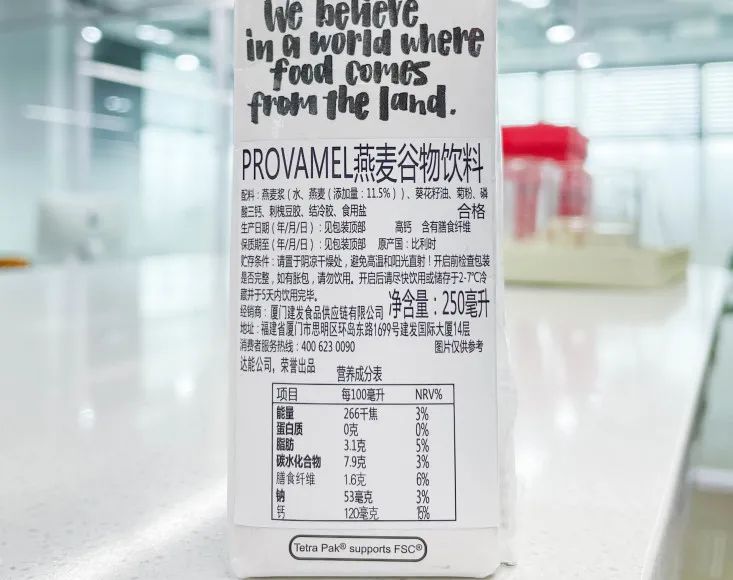 We believe
in a world where
food comes
from the land.
PROVAMEL燕麦谷物饮料
配料：燕麦浆（水、燕麦（添加量：11.5%））、葵花籽油、菊粉、磷
酸三钙、刺槐豆胶、结冷胶、食用盐 合格
生产日期（年/月/日）：见包装顶部 高钙 含有膳食纤维
保质期至（年/月/日）：见包装顶部 原产国：比利时
贮存条件：请置于阴凉干燥处，避免高温和阳光直射！开启前检查包装
是否完整，如有胀包，请勿饮用。开启后请尽快饮用或储存于2-7℃冷
藏并于5天内饮用完毕。 净含量：250毫升
经销商：厦门建发食品供应链有限公司
地址：福建省厦门市思明区环岛东路1699号建发国际大厦14层
消费者服务热线：400 623 0090 图片仅供参考
达能公司，荣誉出品
营养成分表
项目 每100毫升 NRV%
能量 266千焦 3%
蛋白质 0克 0%
脂肪 3.1克 5%
碳水化合物 7.9克 3%
膳食纤维 1.6克 6%
钠 53毫克 3%
钙 120毫克 15%
Tetra Pak® supports FSC®